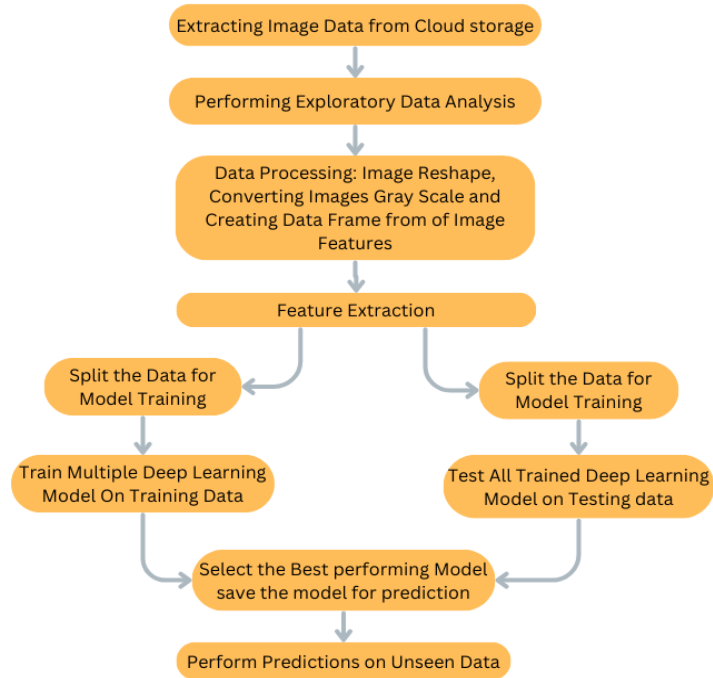 Extracting Image Data from Cloud storage
Performing Exploratory Data Analysis
Data Processing: Image Reshape,
Converting Images Gray Scale and
Creating Data Frame from of Image
Features
Feature Extraction
Split the Data for
Model Training
Split the Data for
Model Training
Train Multiple Deep Learning
Model On Training Data
Test All Trained Deep Learning
Model on Testing data
Select the Best performing Model
save the model for prediction
Perform Predictions on Unseen Data